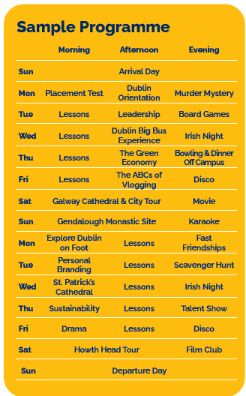 Sample Programme
Morning Afternoon Evening
Sun Arrival Day
Mon Placement Test Dublin Orientation Murder Mystery
Tue Lessons Leadership Board Games
Wed Lessons Dublin Big Bus Experience Irish Night
Thu Lessons The Green Economy Bowling & Dinner Off Campus
Fri Lessons The ABCs of Vlogging Disco
Sat Galway Cathedral & City Tour Movie
Sun Gendalough Monastic Site Karaoke
Mon Explore Dublin on Foot Lessons Fast Friendships
Tue Personal Branding Lessons Scavenger Hunt
Wed St. Patrick's Cathedral Lessons Irish Night
Thu Sustainability Lessons Talent Show
Fri Drama Lessons Disco
Sat Howth Head Tour Film Club
Sun Departure Day